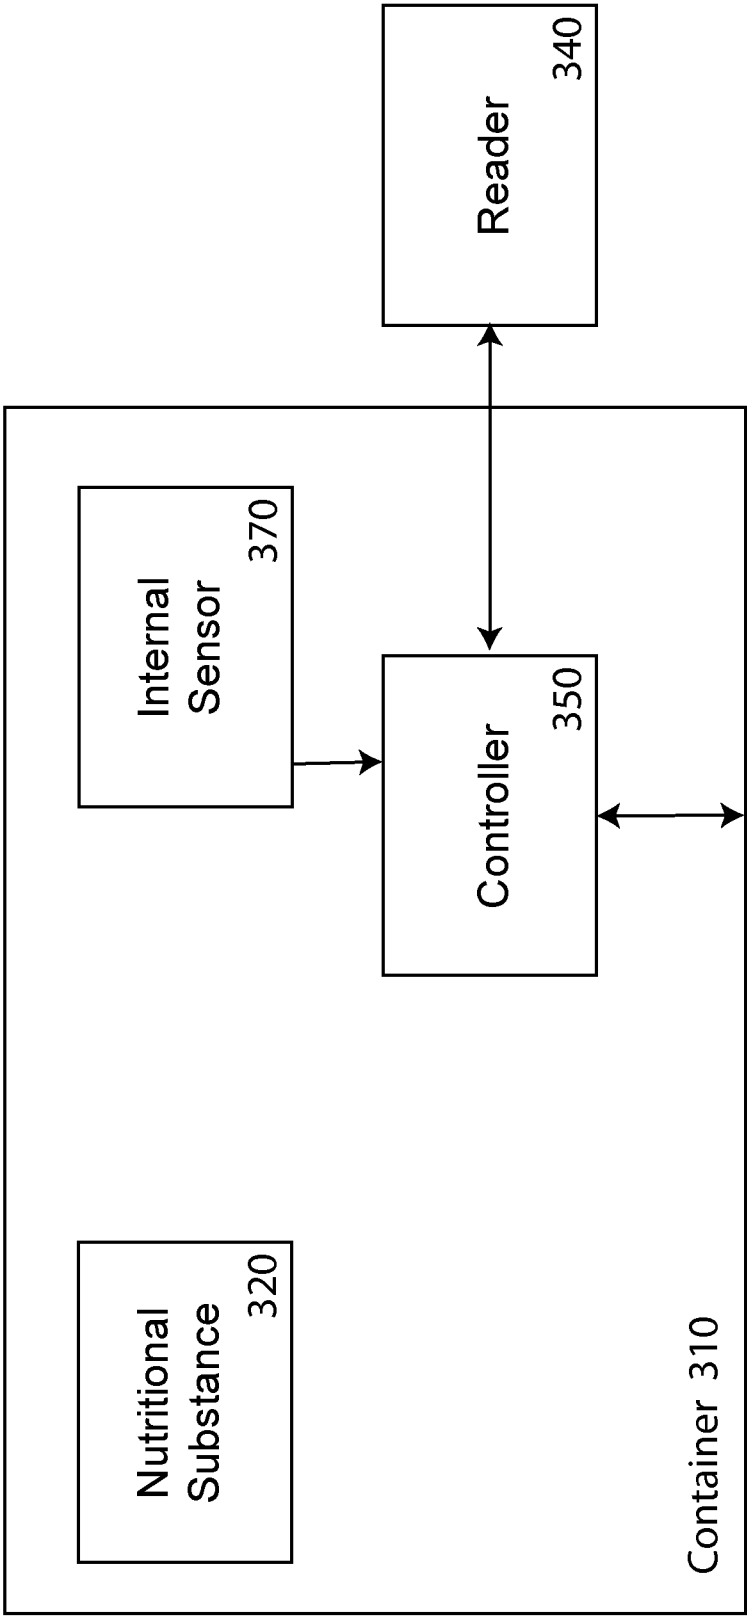 Nutritional
Substance
320
Internal
Sensor
370
Controller
350
Reader
340
Container 310